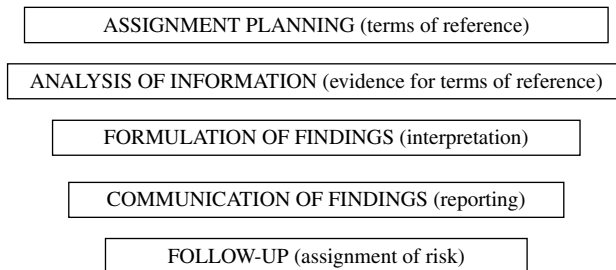 ASSIGNMENT PLANNING (terms of reference)
ANALYSIS OF INFORMATION (evidence for terms of reference)
FORMULATION OF FINDINGS (interpretation)
COMMUNICATION OF FINDINGS (reporting)
FOLLOW-UP (assignment of risk)